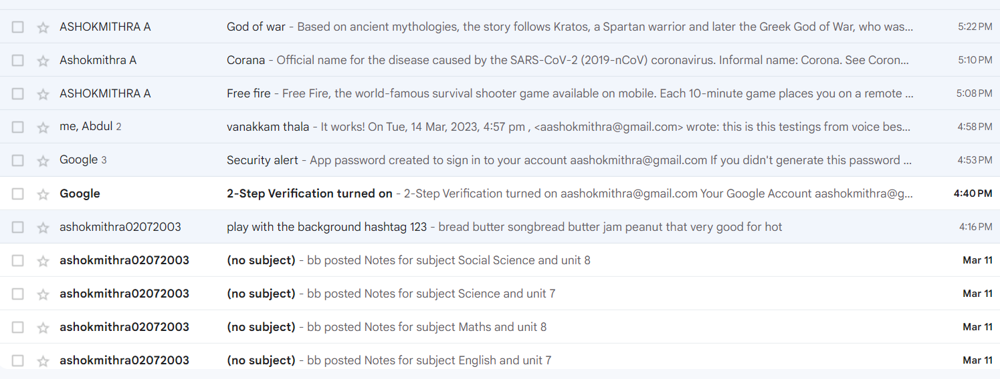 ASHOKMITHRA A God of war - Based on ancient mythologies, the story follows Kratos, a Spartan warrior and later the Greek God of War, who was... 5:22 PM
Ashokmithra A Corana - Official name for the disease caused by the SARS-CoV-2 (2019-nCoV) coronavirus. Informal name: Corona. See Coron... 5:10 PM
ASHOKMITHRA A Free fire - Free Fire, the world-famous survival shooter game available on mobile. Each 10-minute game places you on a remote ... 5:08 PM
me, Abdul 2 vanakkam thala - It works! On Tue, 14 Mar, 2023, 4:57 pm , <aashokmithra@gmail.com> wrote: this is this testings from voice bes... 4:58 PM
Google 3 Security alert - App password created to sign in to your account aashokmithra@gmail.com If you didn't generate this password ... 4:53 PM
Google 2-Step Verification turned on - 2-Step Verification turned on aashokmithra@gmail.com Your Google Account aashokmithra@g... 4:40 PM
ashokmithra02072003 play with the background hashtag 123 - bread butter songbread butter jam peanut that very good for hot 4:16 PM
ashokmithra02072003 (no subject) - bb posted Notes for subject Social Science and unit 8 Mar 11
ashokmithra02072003 (no subject) - bb posted Notes for subject Science and unit 7 Mar 11
ashokmithra02072003 (no subject) - bb posted Notes for subject Maths and unit 8 Mar 11
ashokmithra02072003 (no subject) - bb posted Notes for subject English and unit 7 Mar 11